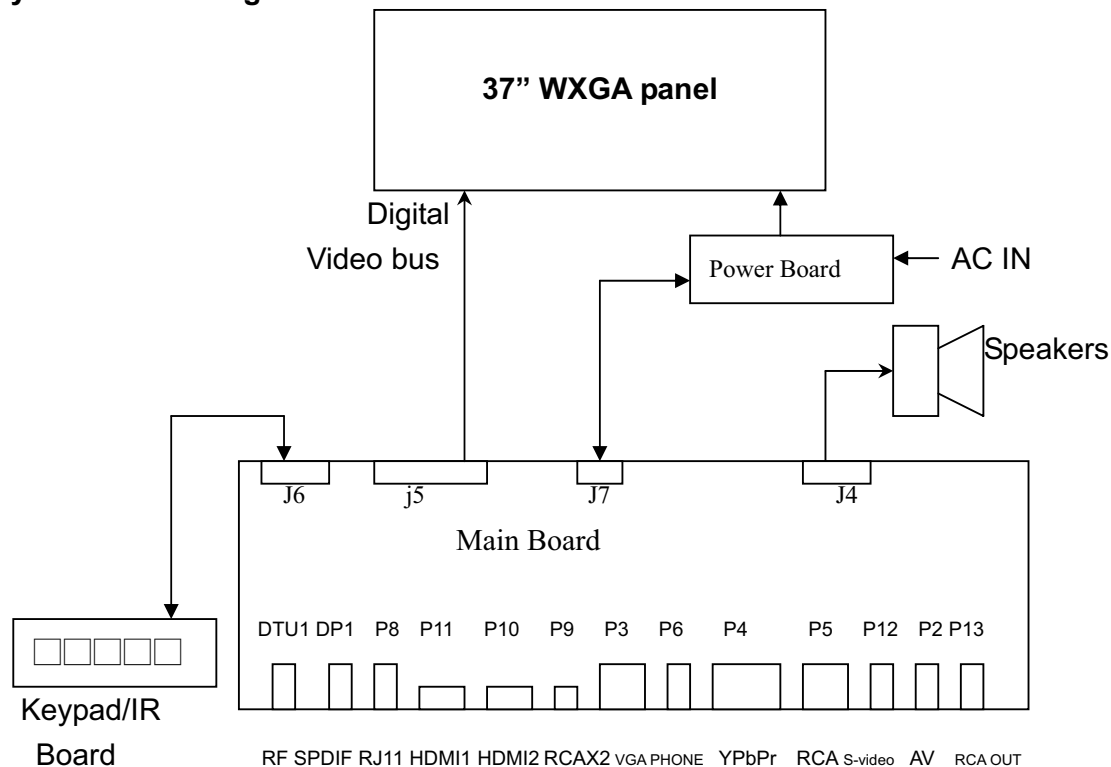 37” WXGA panel
Digital
Video bus
Power Board
AC IN
Speakers
J6
j5
J7
J4
Main Board
DTU1 DP1 P8 P11 P10 P9 P3 P6 P4 P5 P12 P2 P13
Keypad/IR
Board
RF SPDIF RJ11 HDMI1 HDMI2 RCAX2 VGA PHONE YPbPr RCA S-video AV RCA OUT